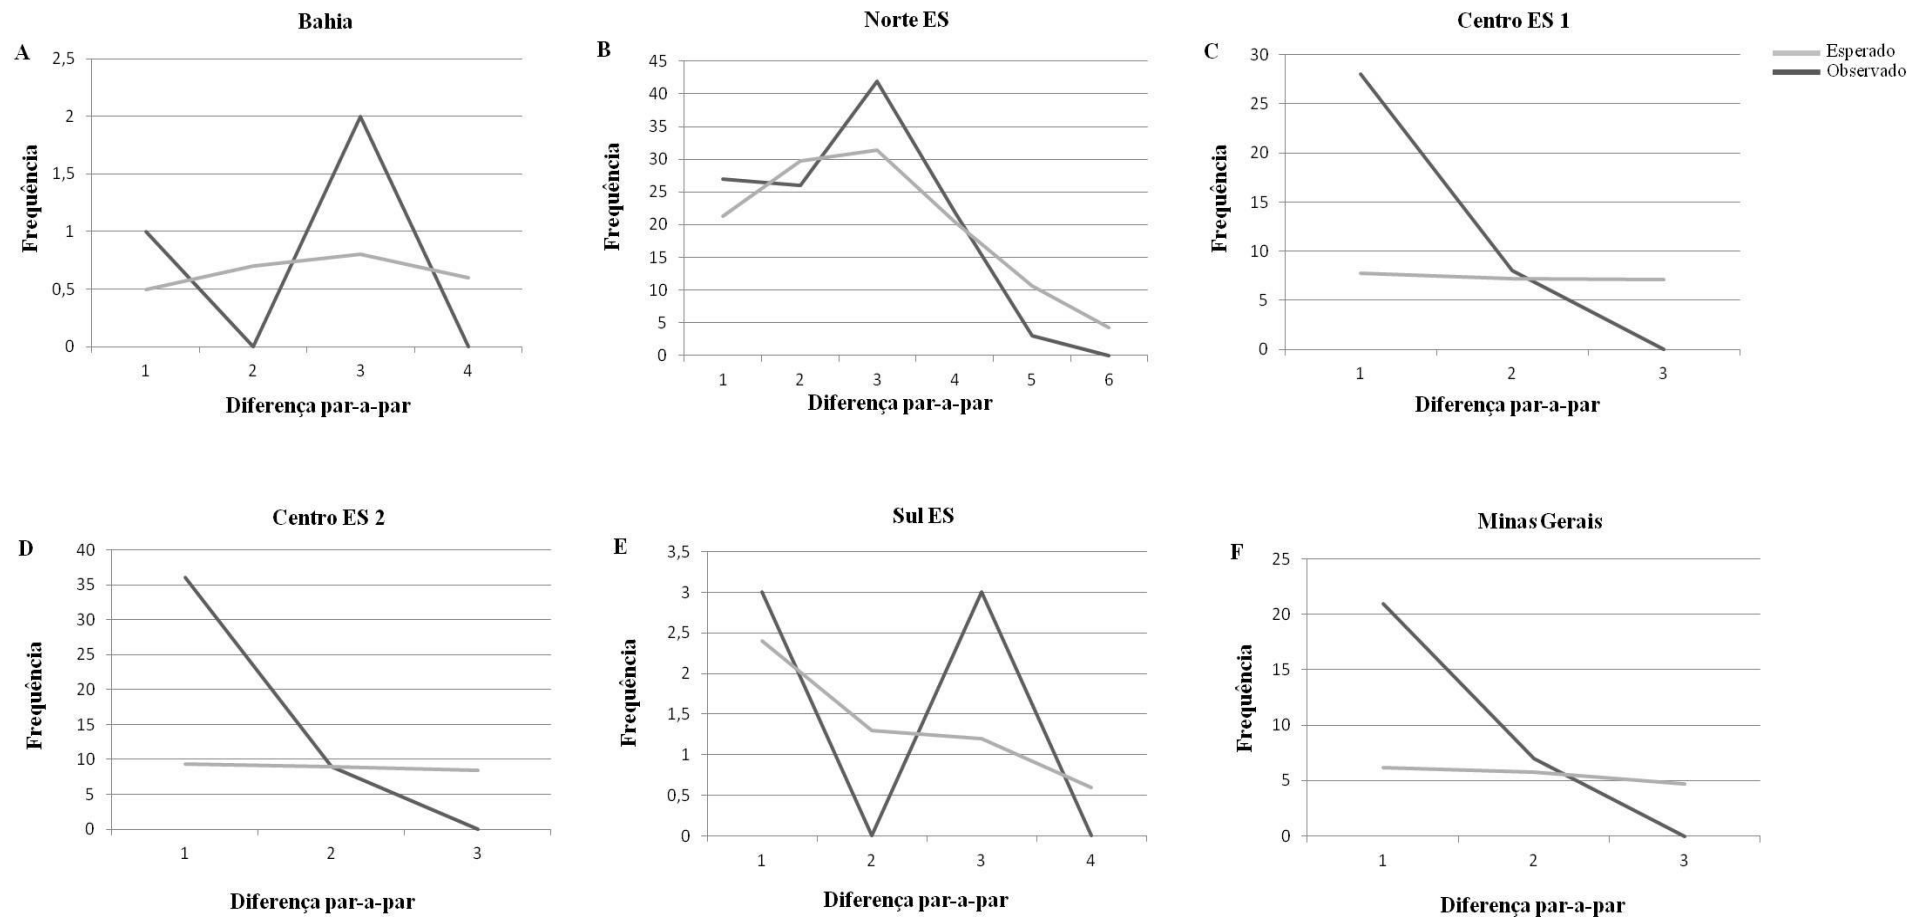 Bahia
A
2,5
2
1,5
1
0,5
0
Frequência
1 2 3 4
Diferença par-a-par
Norte ES
B
45
40
35
30
25
20
15
10
5
0
Frequência
1 2 3 4 5 6
Diferença par-a-par
Centro ES 1
C
30
25
20
15
10
5
0
Frequência
1 2 3
Diferença par-a-par
Esperado
Observado
Centro ES 2
D
40
35
30
25
20
15
10
5
0
Frequência
1 2 3
Diferença par-a-par
Sul ES
E
3,5
3
2,5
2
1,5
1
0,5
0
Frequência
1 2 3 4
Diferença par-a-par
Minas Gerais
F
25
20
15
10
5
0
Frequência
1 2 3
Diferença par-a-par